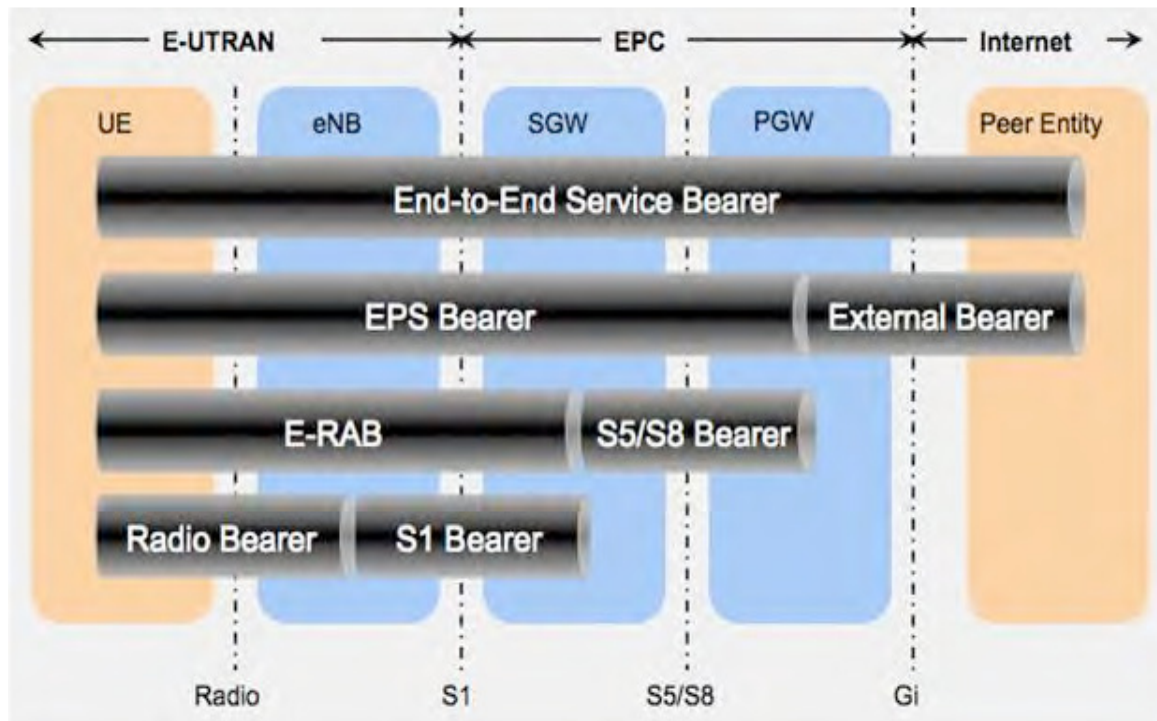 E-UTRAN EPC Internet
UE eNB SGW PGW Peer Entity
End-to-End Service Bearer
EPS Bearer External Bearer
E-RAB S5/S8 Bearer
Radio Bearer S1 Bearer
Radio S1 S5/S8 Gi